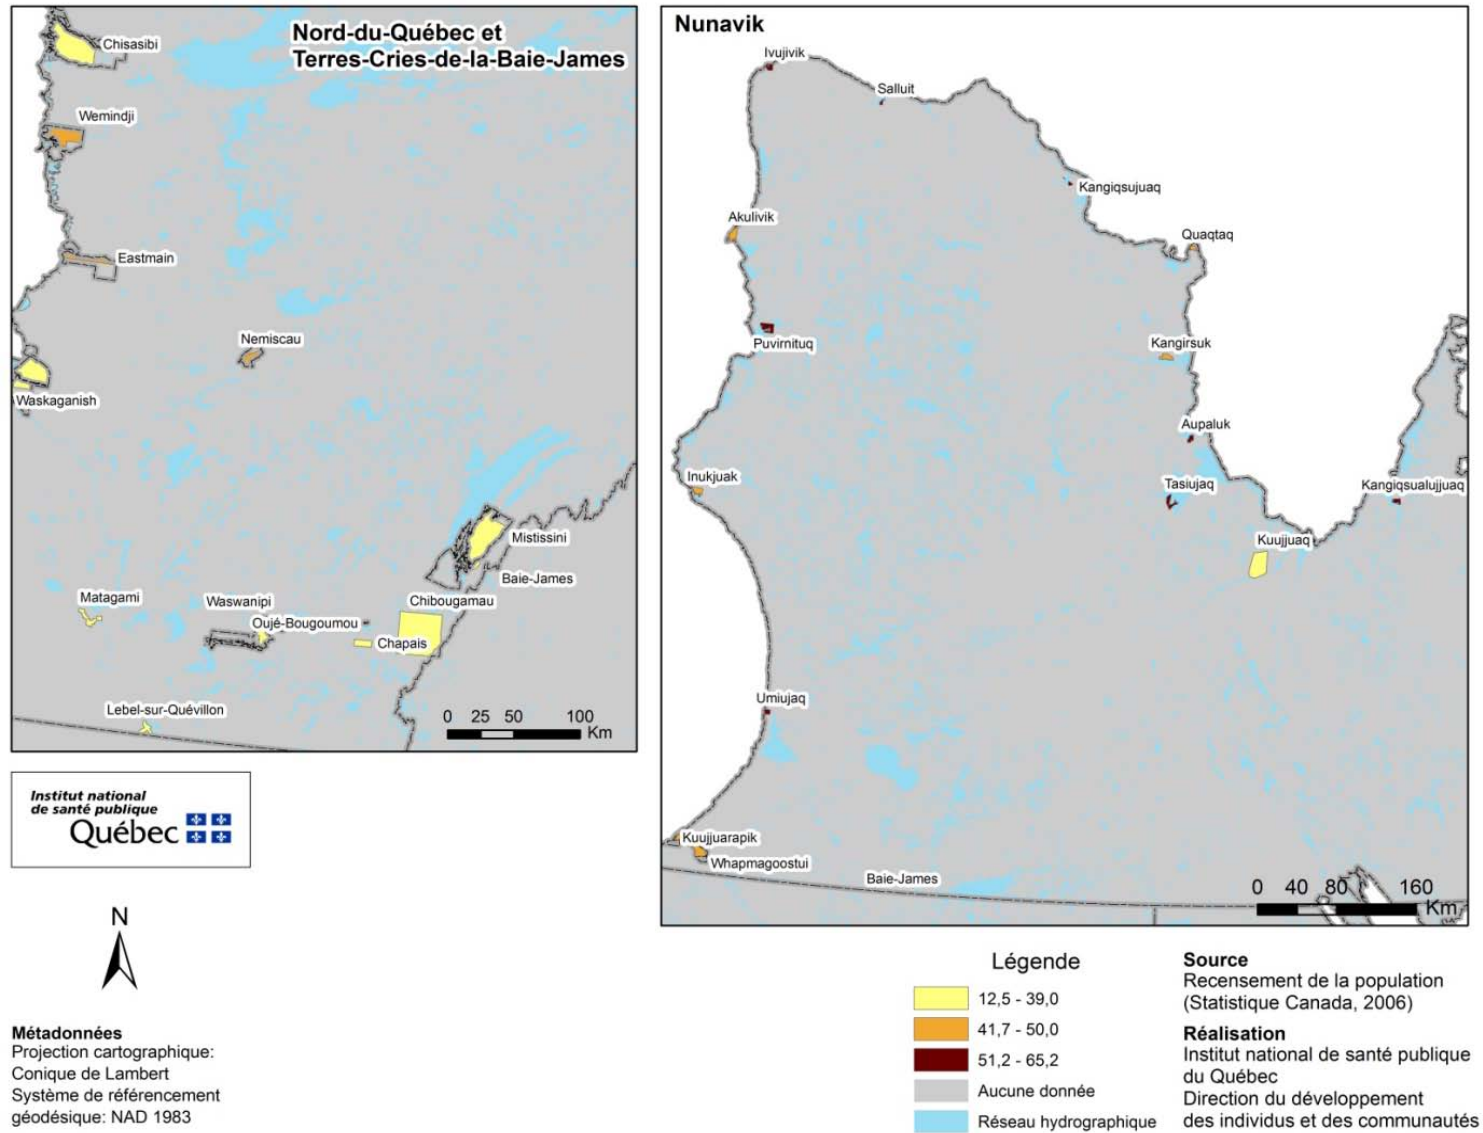 Nord-du-Québec et
Terres-Cries-de-la-Baie-James
Chisasibi
Wemindji
Eastmain
Nemiscau
Waskaganish
Mistissini
Baie-James
Matagami
Waswanipi
Chibougamau
Oujé-Bougoumou
Chapais
Lebel-sur-Quévillon
0 25 50 100
Km
Nunavik
Ivujivik
Salluit
Kangiqsujuaq
Akulivik
Quaqtaq
Puvirnituq
Kangirsuk
Aupaluk
Inukjuak
Tasiujaq
Kangiqsualujjuaq
Kuujjuaq
Umiujaq
Kuujjuarapik
Whapmagoostui
Baie-James
0 40 80 160
Km
Institut national
de santé publique
Québec
N
Métadonnées
Projection cartographique:
Conique de Lambert
Système de référencement
géodésique: NAD 1983
Légende
12,5 - 39,0
41,7 - 50,0
51,2 - 65,2
Aucune donnée
Réseau hydrographique
Source
Recensement de la population
(Statistique Canada, 2006)
Réalisation
Institut national de santé publique
du Québec
Direction du développement
des individus et des communautés